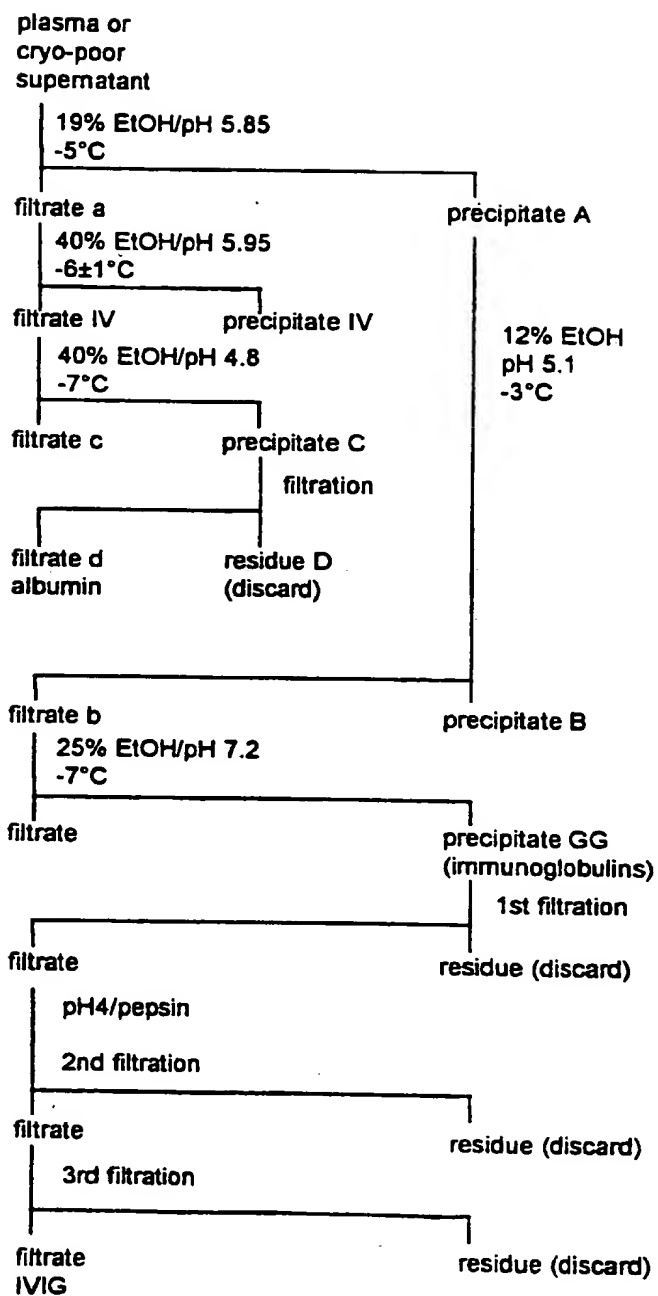 plasma or
cryo-poor
supernatant
19% EtOH/pH 5.85
-5°C
filtrate a
precipitate A
40% EtOH/pH 5.95
-6±1°C
filtrate IV
precipitate IV
12% EtOH
pH 5.1
-3°C
40% EtOH/pH 4.8
-7°C
filtrate c
precipitate C
filtration
filtrate d
albumin
residue D
(discard)
filtrate b
precipitate B
25% EtOH/pH 7.2
-7°C
filtrate
precipitate GG
(immunoglobulins)
1st filtration
filtrate
residue (discard)
pH4/pepsin
2nd filtration
filtrate
residue (discard)
3rd filtration
filtrate
IVIG
residue (discard)